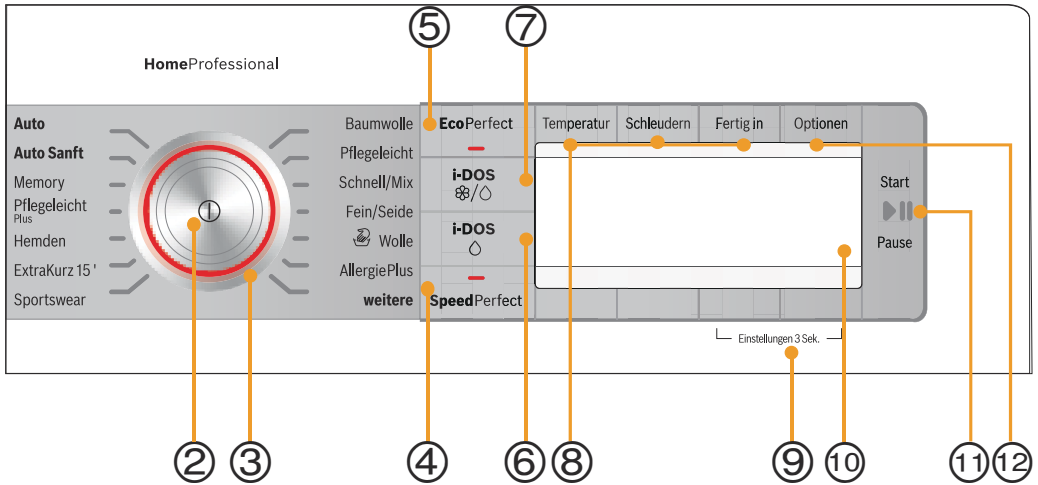 ⑤
⑦
HomeProfessional
Auto
Auto Sanft
Memory
Pflegeleicht
Plus
Hemden
ExtraKurz 15 '
Sportswear
Baumwolle
Pflegeleicht
Schnell/Mix
Fein/Seide
Wolle
AllergiePlus
weitere
EcoPerfect
i-DOS
i-DOS
SpeedPerfect
Temperatur
Schleudern
Fertig in
Optionen
Start
Pause
Einstellungen 3 Sek.
②
③
④
⑥
⑧
⑨
⑩
⑪
⑫